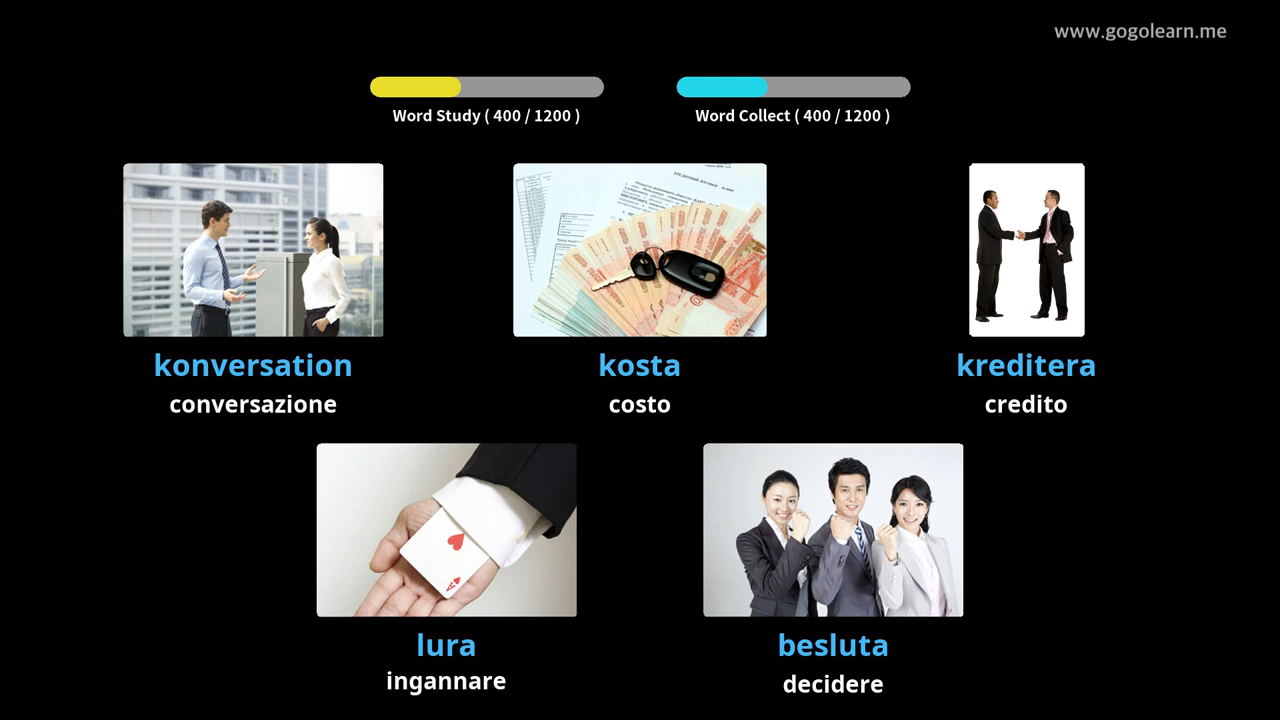 www.gogolearn.me
Word Study ( 400 / 1200 )
Word Collect ( 400 / 1200 )
konversation
conversazione
kosta
costo
kreditera
credito
lura
ingannare
besluta
decidere